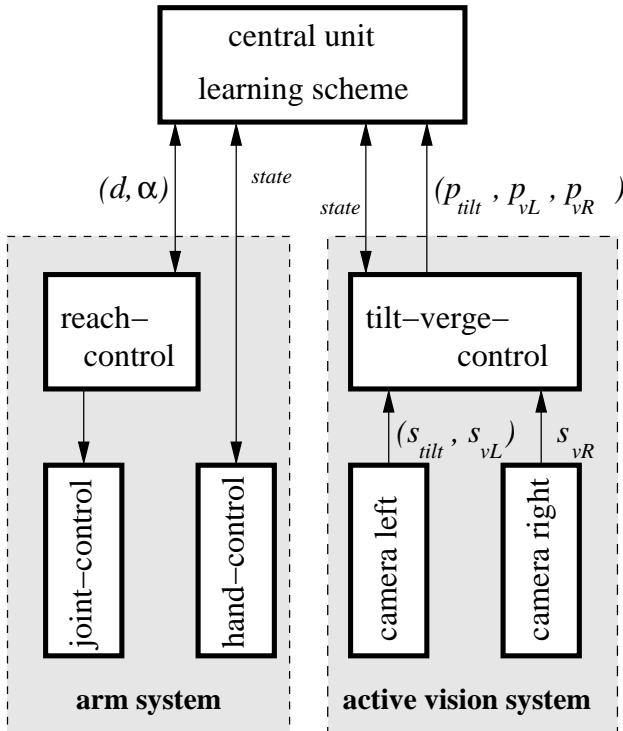 central unit
learning scheme
(d, α)
state
state
(p_tilt , p_vL , p_vR )
reach–
control
tilt–verge–
control
(s_tilt , s_vL)
s_vR
joint–control
hand–control
camera left
camera right
arm system
active vision system